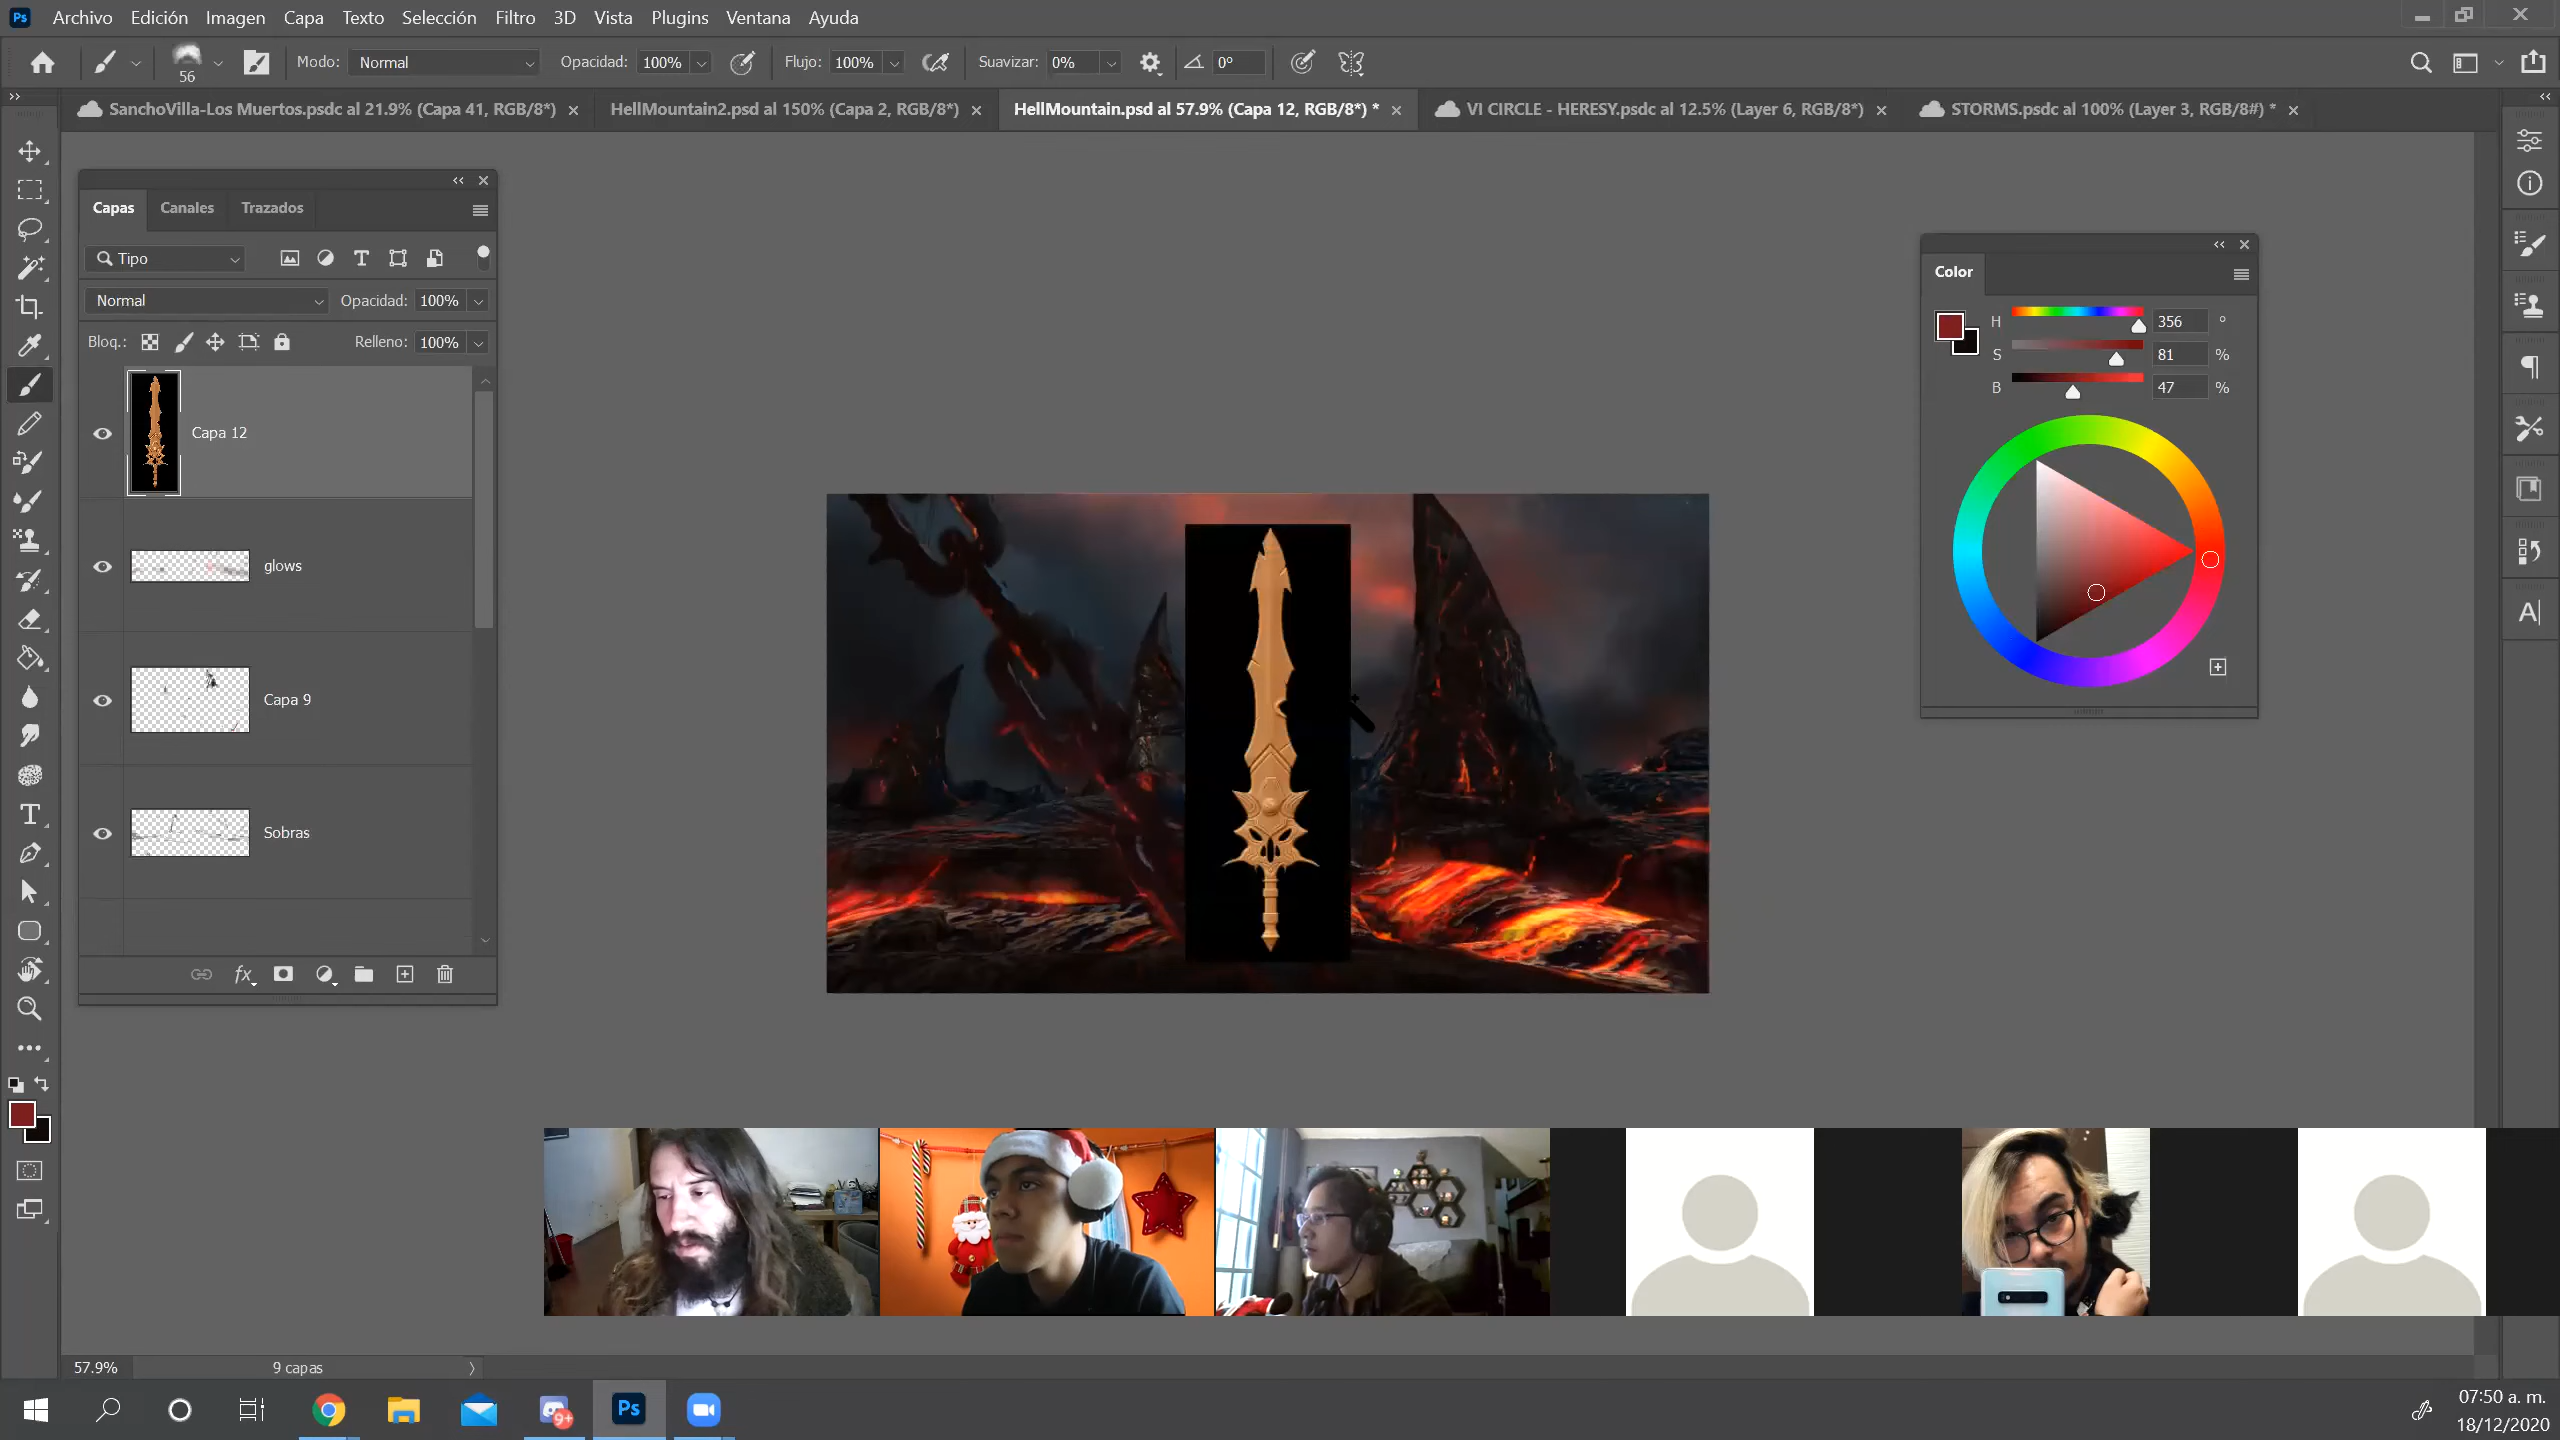 Ps Archivo Edición Imagen Capa Texto Selección Filtro 3D Vista Plugins Ventana Ayuda
56 Modo: Normal Opacidad: 100% Flujo: 100% Suavizar: 0% 0°
SanchoVilla-Los Muertos.psdc al 21.9% (Capa 41, RGB/8*) HellMountain2.psd al 150% (Capa 2, RGB/8*) HellMountain.psd al 57.9% (Capa 12, RGB/8*) * VI CIRCLE - HERESY.psdc al 12.5% (Layer 6, RGB/8*) STORMS.psdc al 100% (Layer 3, RGB/8#) *
Capas Canales Trazados
Tipo
Normal Opacidad: 100%
Bloq.: Relleno: 100%
Capa 12
glows
Capa 9
Sobras
fx
Color
H 356 °
S 81 %
B 47 %
57.9% 9 capas
9+ Ps
07:50 a. m.
18/12/2020